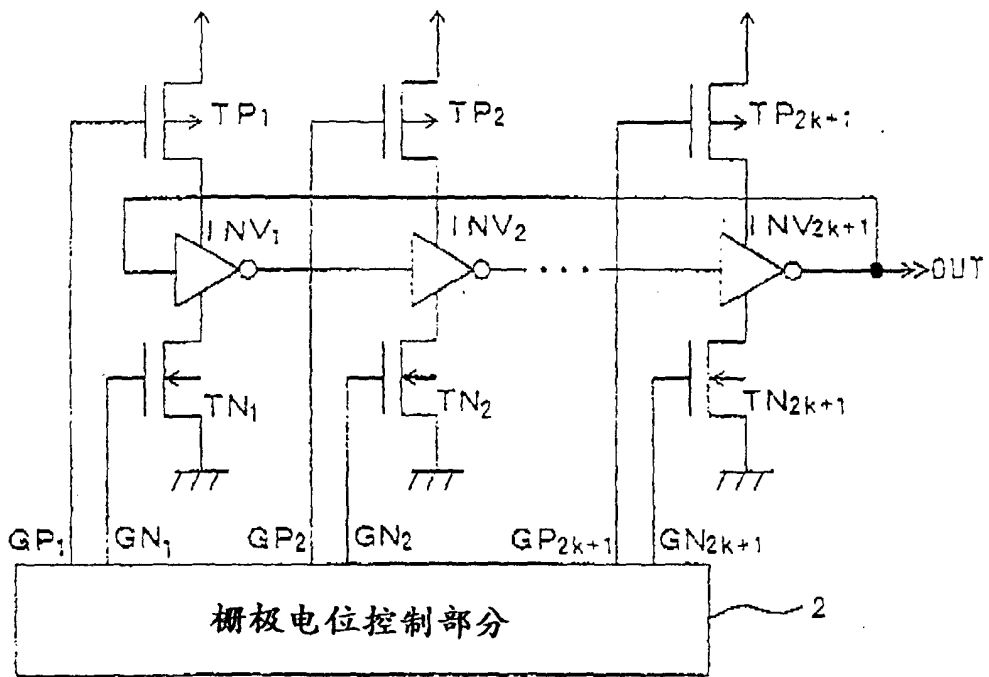 TP1 TP2 TP2k+1
INV1 INV2 INV2k+1
··· OUT
TN1 TN2 TN2k+1
GP1 GN1 GP2 GN2 GP2k+1 GN2k+1
栅极电位控制部分 2